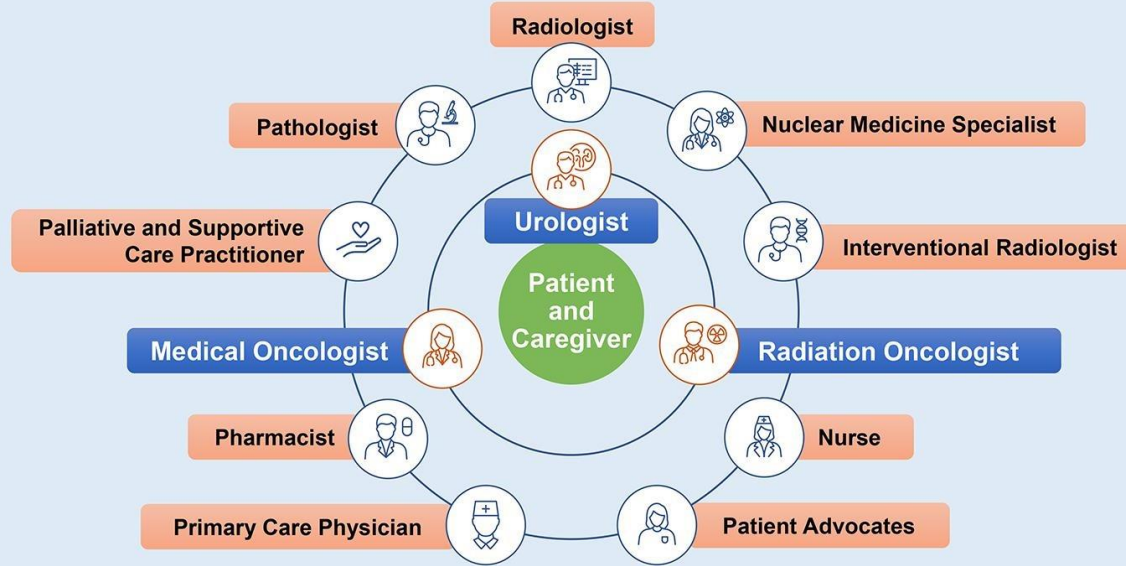 Radiologist
Pathologist
Nuclear Medicine Specialist
Urologist
Palliative and Supportive
Care Practitioner
Interventional Radiologist
Patient
and
Caregiver
Medical Oncologist
Radiation Oncologist
Pharmacist
Nurse
Primary Care Physician
Patient Advocates